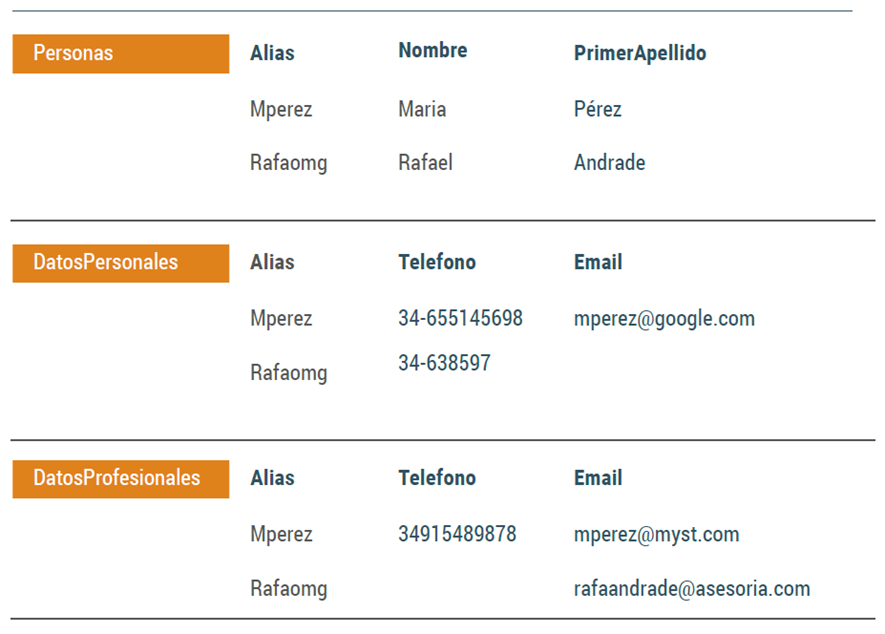 Personas Alias Nombre PrimerApellido
Mperez Maria Pérez
Rafaomg Rafael Andrade
DatosPersonales Alias Telefono Email
Mperez 34-655145698 mperez@google.com
Rafaomg 34-638597
DatosProfesionales Alias Telefono Email
Mperez 34915489878 mperez@myst.com
Rafaomg rafaandrade@asesoria.com